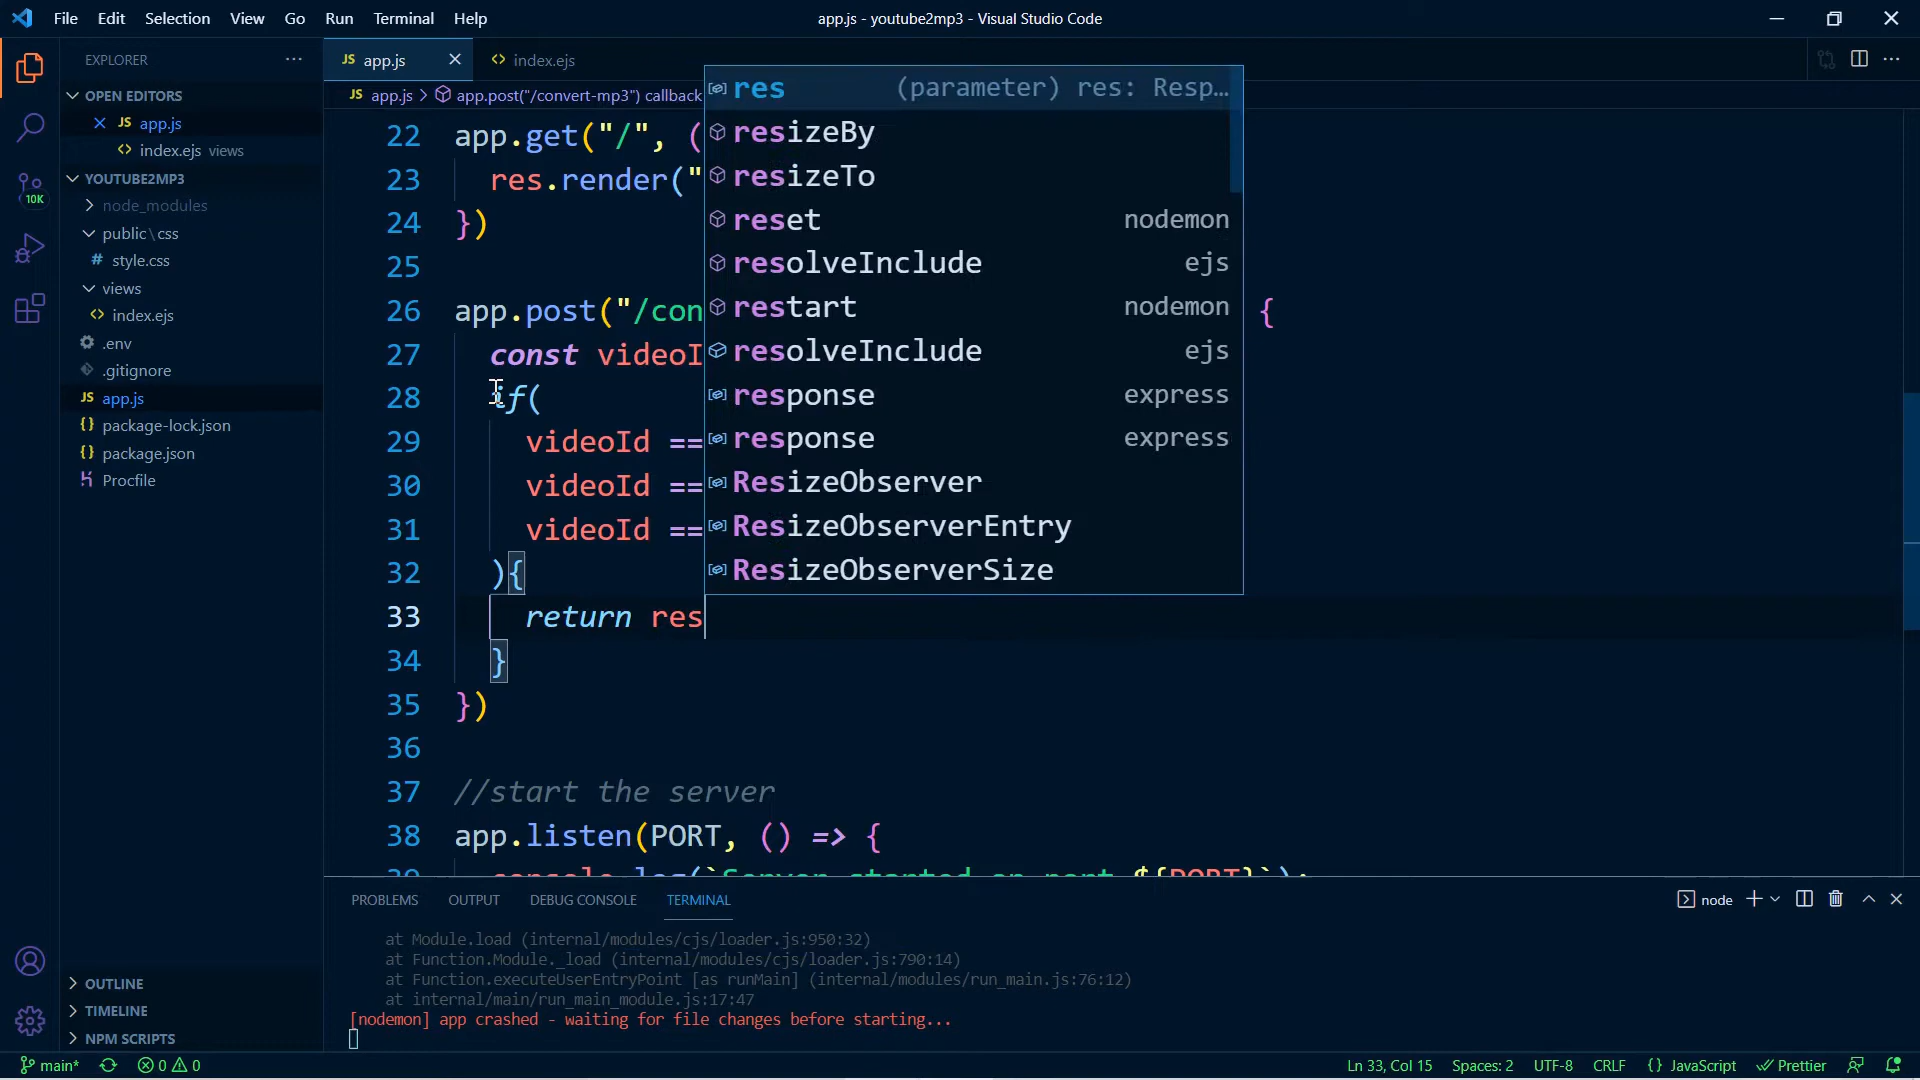 File Edit Selection View Go Run Terminal Help
app.js - youtube2mp3 - Visual Studio Code
EXPLORER
OPEN EDITORS
app.js
index.ejs views
YOUTUBE2MP3
node_modules
public\css
style.css
views
index.ejs
.env
.gitignore
app.js
package-lock.json
package.json
Procfile
OUTLINE
TIMELINE
NPM SCRIPTS
10K
JS app.js
index.ejs
JS app.js > app.post("/convert-mp3") callback
22 app.get("/", (
23 res.render("
24 })
25
26 app.post("/con {
27 const videoI
28 if(
29 videoId ==
30 videoId ==
31 videoId ==
32 ){
33 return res
34 }
35 })
36
37 //start the server
38 app.listen(PORT, () => {
39 console.log(`Server started on port ${PORT}`);
res (parameter) res: Resp...
resizeBy
resizeTo
reset nodemon
resolveInclude ejs
restart nodemon
resolveInclude ejs
response express
response express
ResizeObserver
ResizeObserverEntry
ResizeObserverSize
PROBLEMS OUTPUT DEBUG CONSOLE TERMINAL
node
at Module.load (internal/modules/cjs/loader.js:950:32)
at Function.Module._load (internal/modules/cjs/loader.js:790:14)
at Function.executeUserEntryPoint [as runMain] (internal/modules/run_main.js:76:12)
at internal/main/run_main_module.js:17:47
[nodemon] app crashed - waiting for file changes before starting...
main* 0 0
Ln 33, Col 15 Spaces: 2 UTF-8 CRLF {} JavaScript Prettier